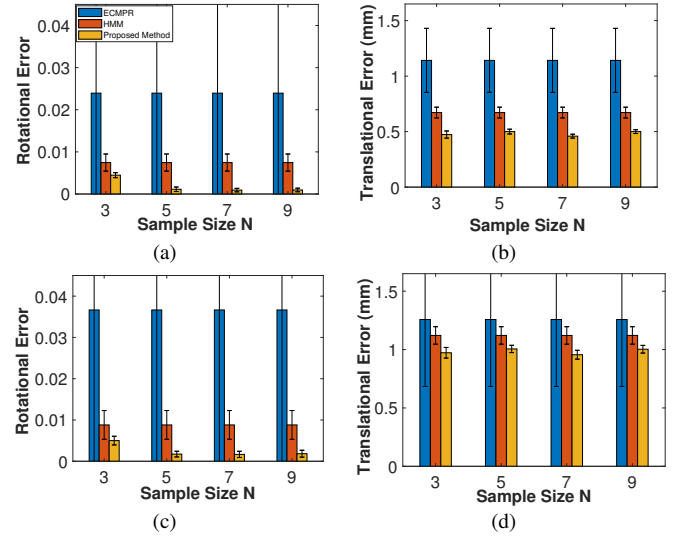 0.04
0.03
0.02
0.01
0
Rotational Error
ECMPR
HMM
Proposed Method
3 5 7 9
Sample Size N
(a)
1.5
1
0.5
0
Translational Error (mm)
3 5 7 9
Sample Size N
(b)
0.04
0.03
0.02
0.01
0
Rotational Error
3 5 7 9
Sample Size N
(c)
1.5
1
0.5
0
Translational Error (mm)
3 5 7 9
Sample Size N
(d)